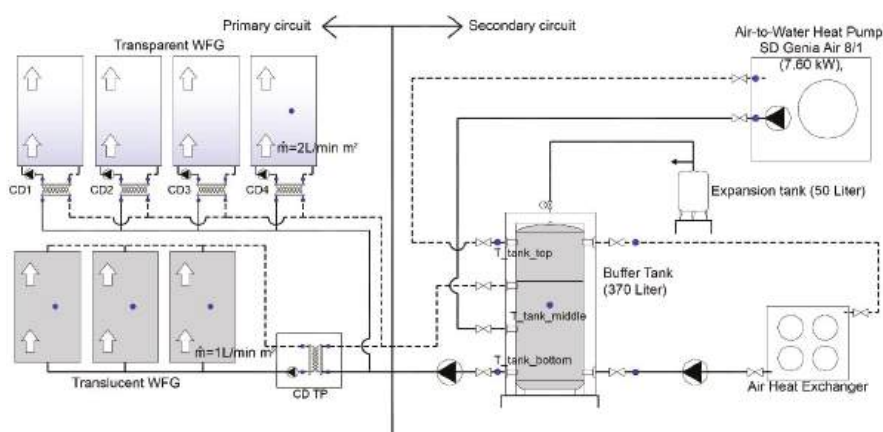 Primary circuit
Secondary circuit
Transparent WFG
Air-to-Water Heat Pump
SD Genia Air 8/1
(7.60 kW),
ṁ=2L/min m²
CD1
CD2
CD3
CD4
Expansion tank (50 Liter)
T_tank_top
Buffer Tank
(370 Liter)
T_tank_middle
ṁ=1L/min m²
T_tank_bottom
Translucent WFG
CD TP
Air Heat Exchanger